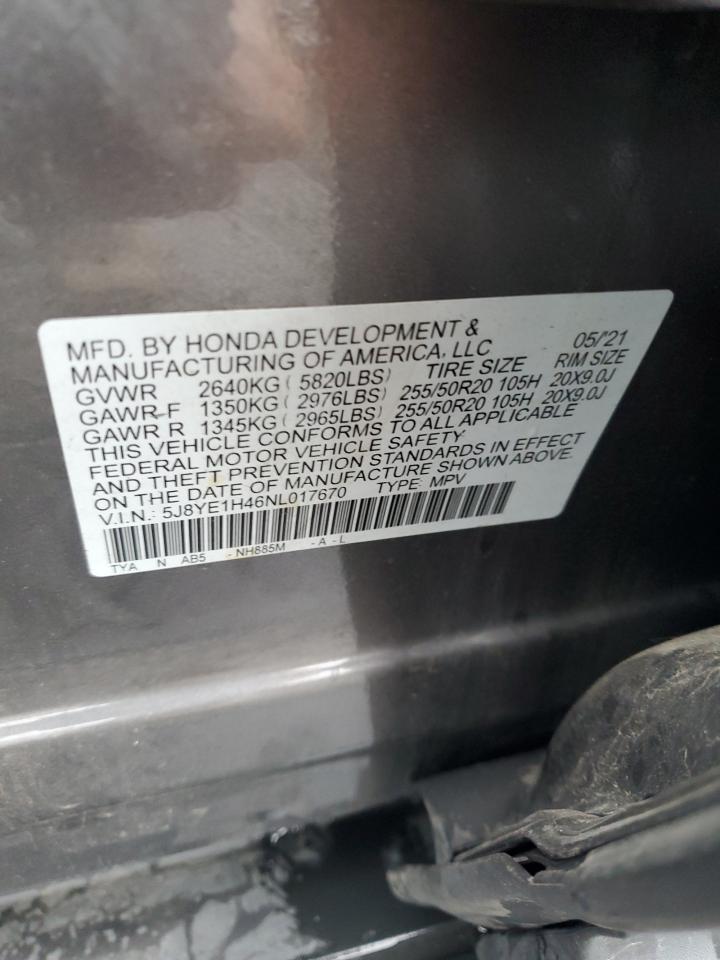 MFD. BY HONDA DEVELOPMENT & 05/'21
MANUFACTURING OF AMERICA, LLC
TIRE SIZE RIM SIZE
GVWR 2640KG ( 5820LBS)
GAWR F 1350KG ( 2976LBS) 255/50R20 105H 20X9.0J
GAWR R 1345KG ( 2965LBS) 255/50R20 105H 20X9.0J
THIS VEHICLE CONFORMS TO ALL APPLICABLE
FEDERAL MOTOR VEHICLE SAFETY
AND THEFT PREVENTION STANDARDS IN EFFECT
ON THE DATE OF MANUFACTURE SHOWN ABOVE.
V.I.N.: 5J8YE1H46NL017670 TYPE: MPV
TYA N AB5 - NH885M - A - L